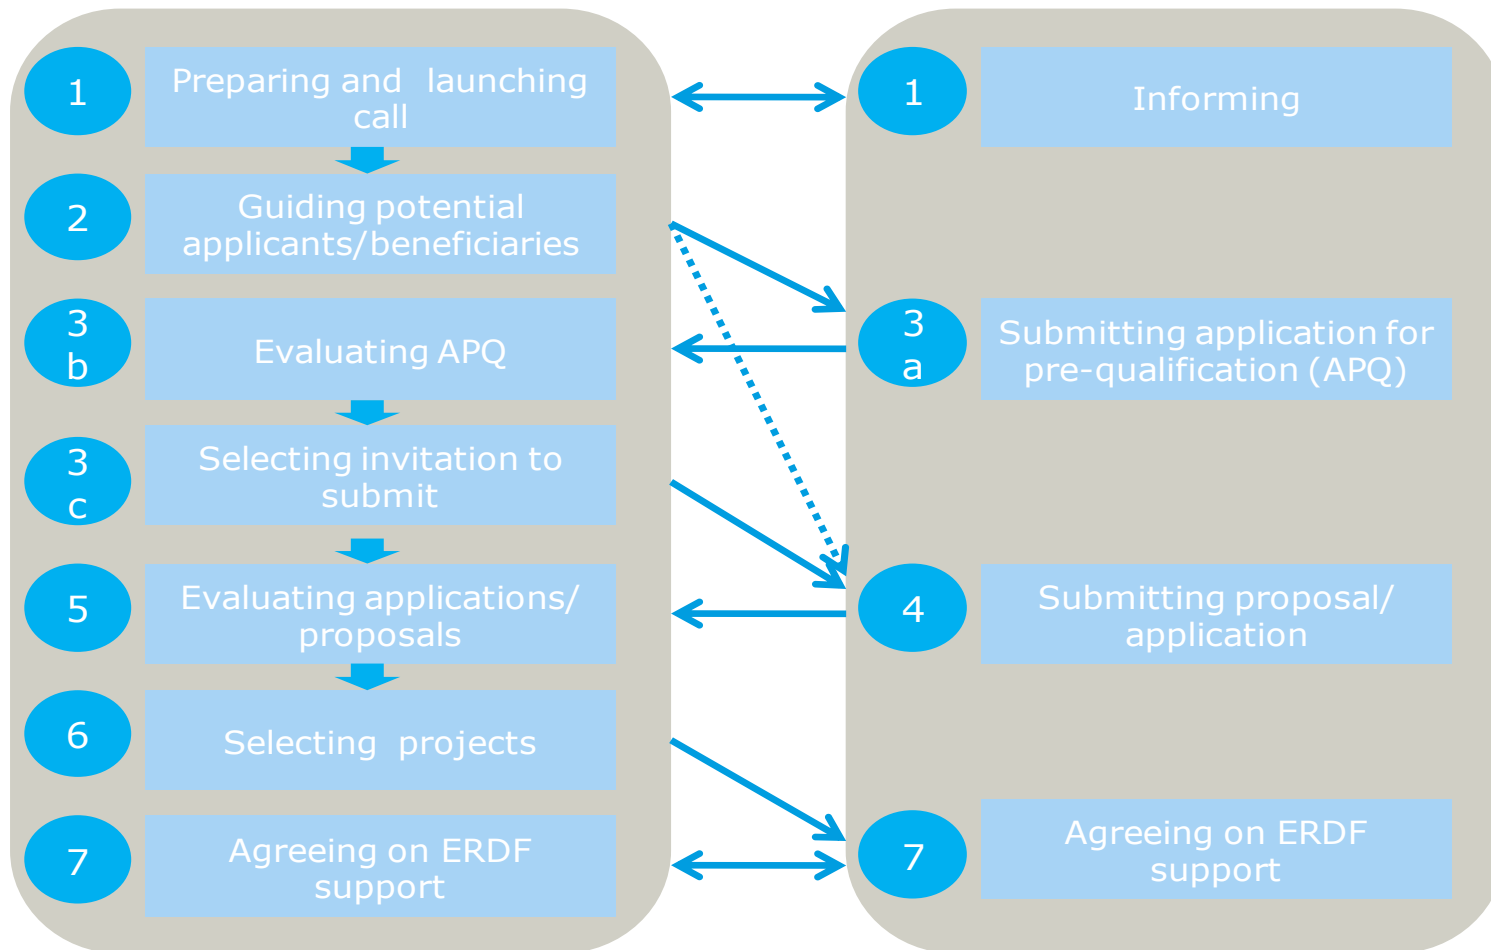 1
Preparing and launching
call
2
Guiding potential
applicants/beneficiaries
3
b
Evaluating APQ
3
c
Selecting invitation to
submit
5
Evaluating applications/
proposals
6
Selecting projects
7
Agreeing on ERDF
support
1
Informing
3
a
Submitting application for
pre-qualification (APQ)
4
Submitting proposal/
application
7
Agreeing on ERDF
support